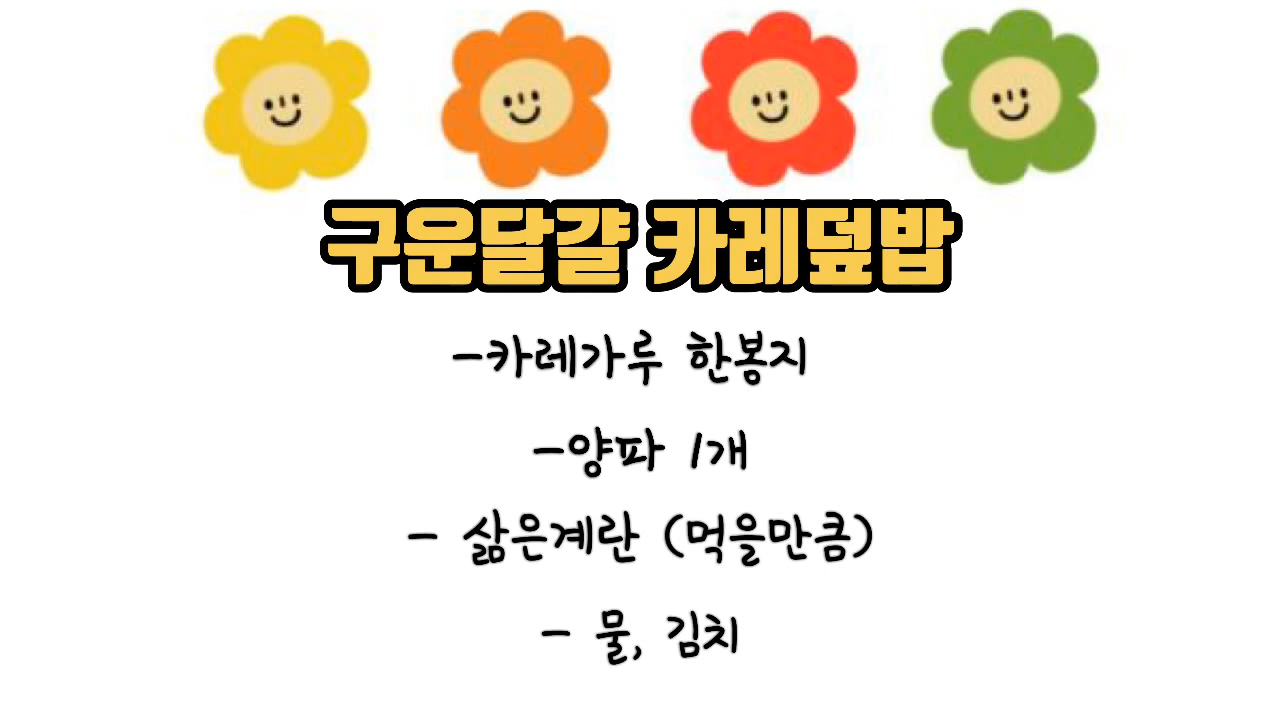 구운달걀 카레덮밥
-카레가루 한봉지
-양파 1개
- 삶은계란 (먹을만큼)
- 물, 김치